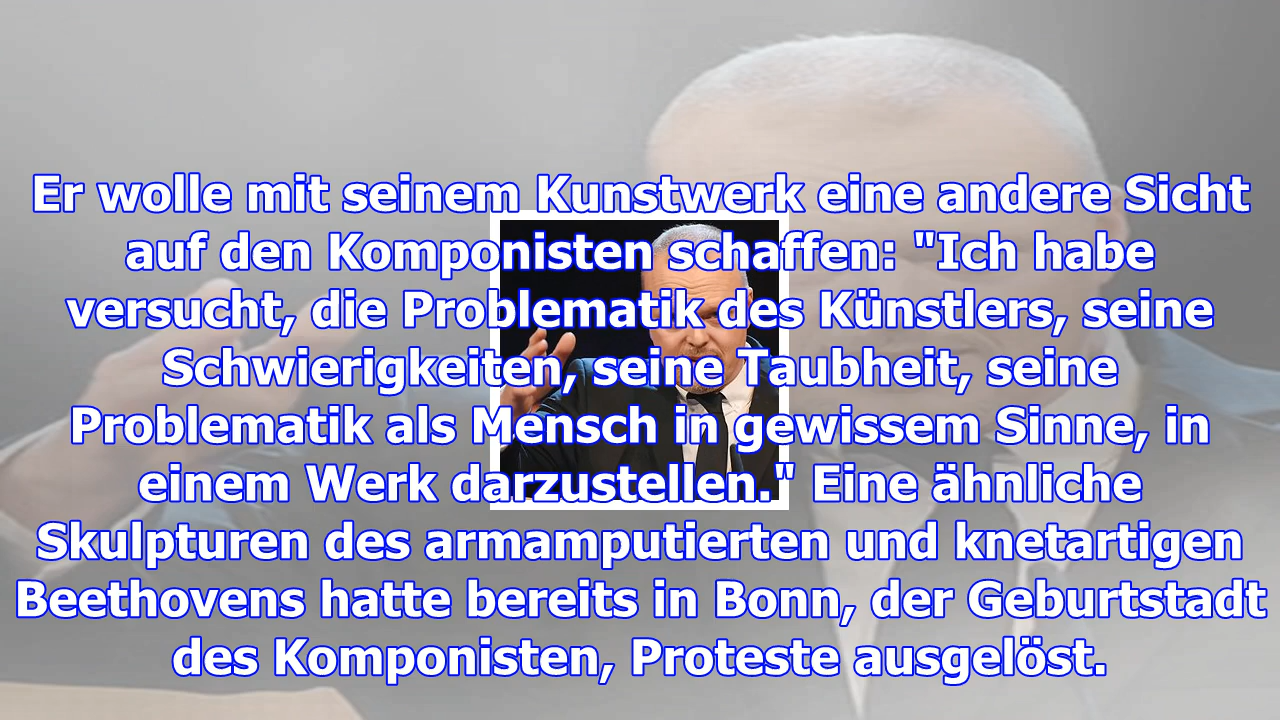 Er wolle mit seinem Kunstwerk eine andere Sicht
auf den Komponisten schaffen: "Ich habe
versucht, die Problematik des Künstlers, seine
Schwierigkeiten, seine Taubheit, seine
Problematik als Mensch in gewissem Sinne, in
einem Werk darzustellen." Eine ähnliche
Skulpturen des armamputierten und knetartigen
Beethovens hatte bereits in Bonn, der Geburtstadt
des Komponisten, Proteste ausgelöst.